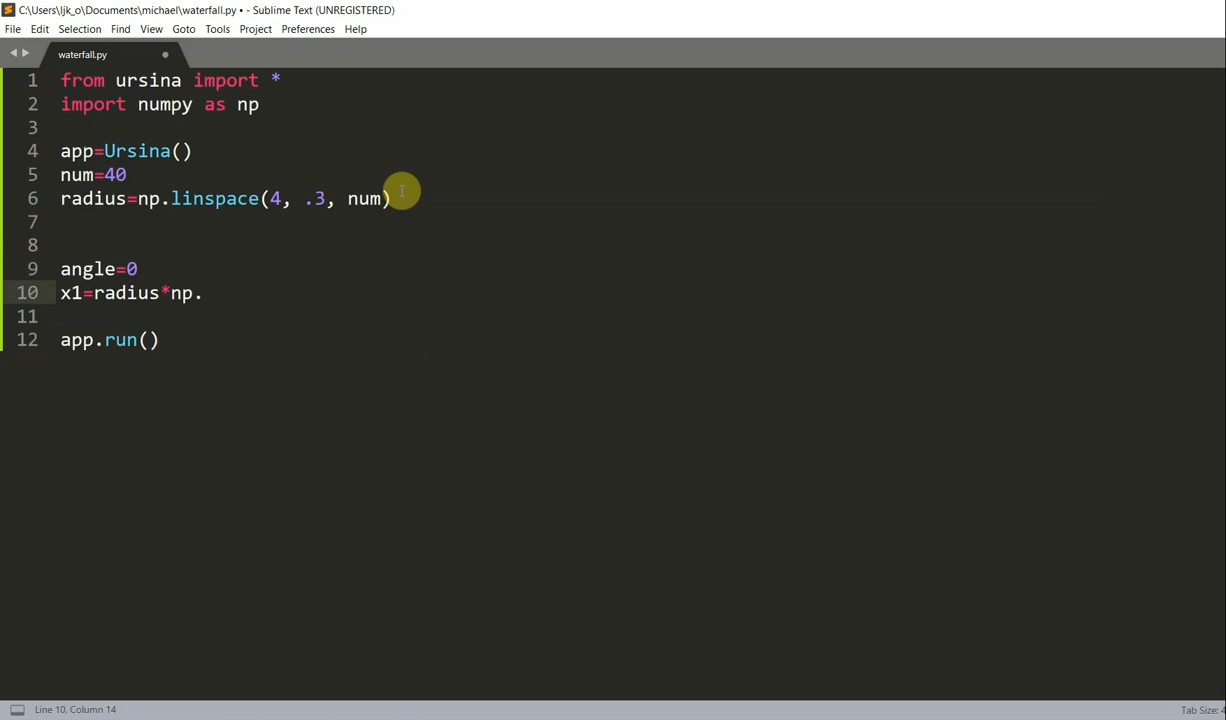 C:\Users\ljk_o\Documents\michael\waterfall.py • - Sublime Text (UNREGISTERED)
File Edit Selection Find View Goto Tools Project Preferences Help
waterfall.py
1 from ursina import *
2 import numpy as np
3
4 app=Ursina()
5 num=40
6 radius=np.linspace(4, .3, num)
7
8
9 angle=0
10 x1=radius*np.
11
12 app.run()
Line 10, Column 14
Tab Size: 4